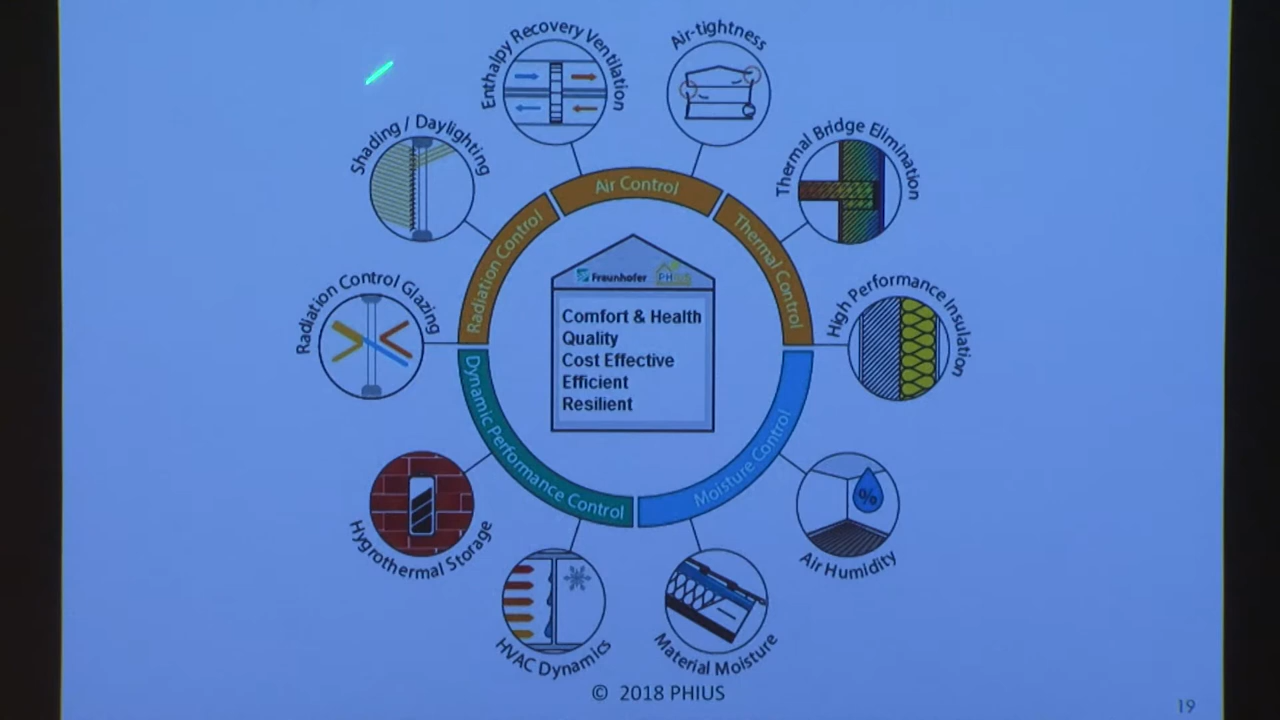 Enthalpy Recovery Ventilation
Air-tightness
Shading / Daylighting
Thermal Bridge Elimination
Air Control
Radiation Control
Thermal Control
Radiation Control Glazing
High Performance Insulation
Fraunhofer
PHIUS
Comfort & Health
Quality
Cost Effective
Efficient
Resilient
Dynamic Performance Control
Moisture Control
%
Hygrothermal Storage
Air Humidity
HVAC Dynamics
Material Moisture
© 2018 PHIUS
19